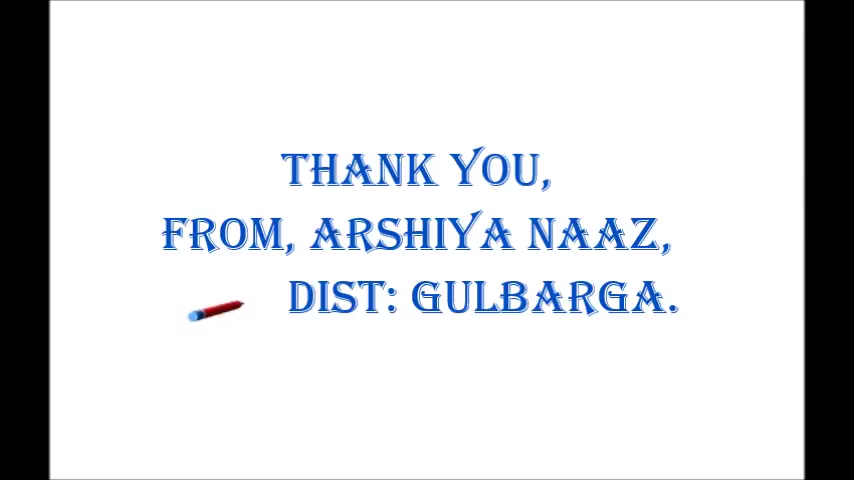 THANK YOU,
FROM, ARSHIYA NAAZ,
DIST: GULBARGA.